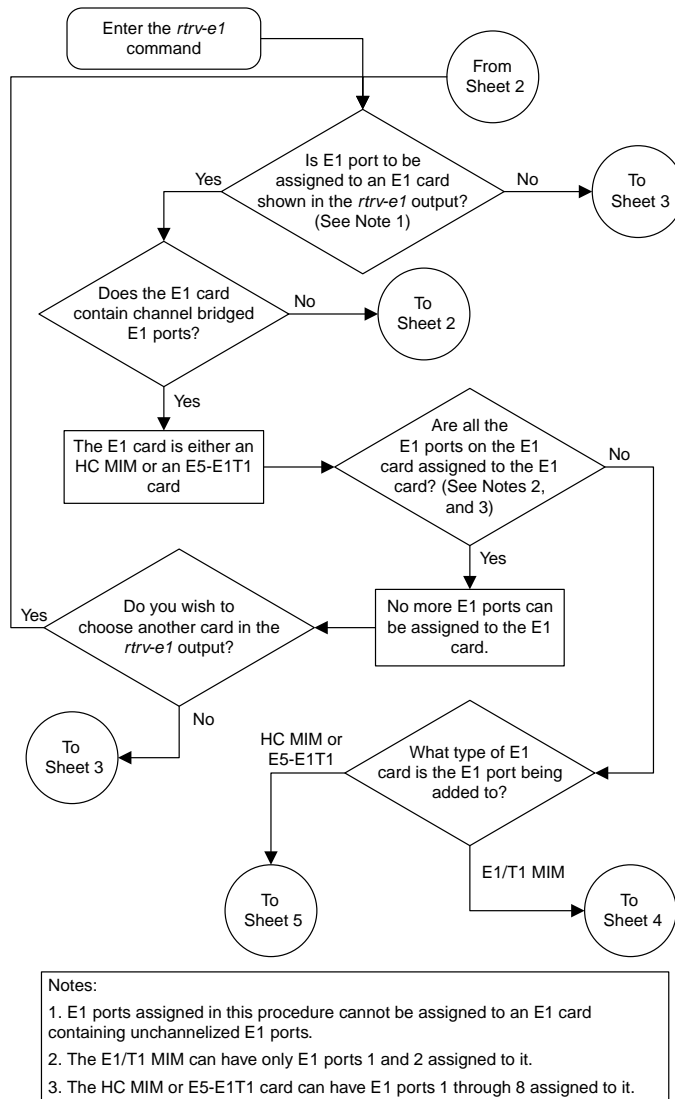 Enter the rtrv-e1
command
From
Sheet 2
Is E1 port to be
assigned to an E1 card
shown in the rtrv-e1 output?
(See Note 1)
Yes
No
To
Sheet 3
Does the E1 card
contain channel bridged
E1 ports?
No
To
Sheet 2
Yes
The E1 card is either an
HC MIM or an E5-E1T1
card
Are all the
E1 ports on the E1
card assigned to the E1
card? (See Notes 2,
and 3)
No
Yes
No more E1 ports can
be assigned to the E1
card.
Do you wish to
choose another card in the
rtrv-e1 output?
Yes
No
To
Sheet 3
What type of E1
card is the E1 port being
added to?
HC MIM or
E5-E1T1
E1/T1 MIM
To
Sheet 5
To
Sheet 4
Notes:
1. E1 ports assigned in this procedure cannot be assigned to an E1 card
containing unchannelized E1 ports.
2. The E1/T1 MIM can have only E1 ports 1 and 2 assigned to it.
3. The HC MIM or E5-E1T1 card can have E1 ports 1 through 8 assigned to it.